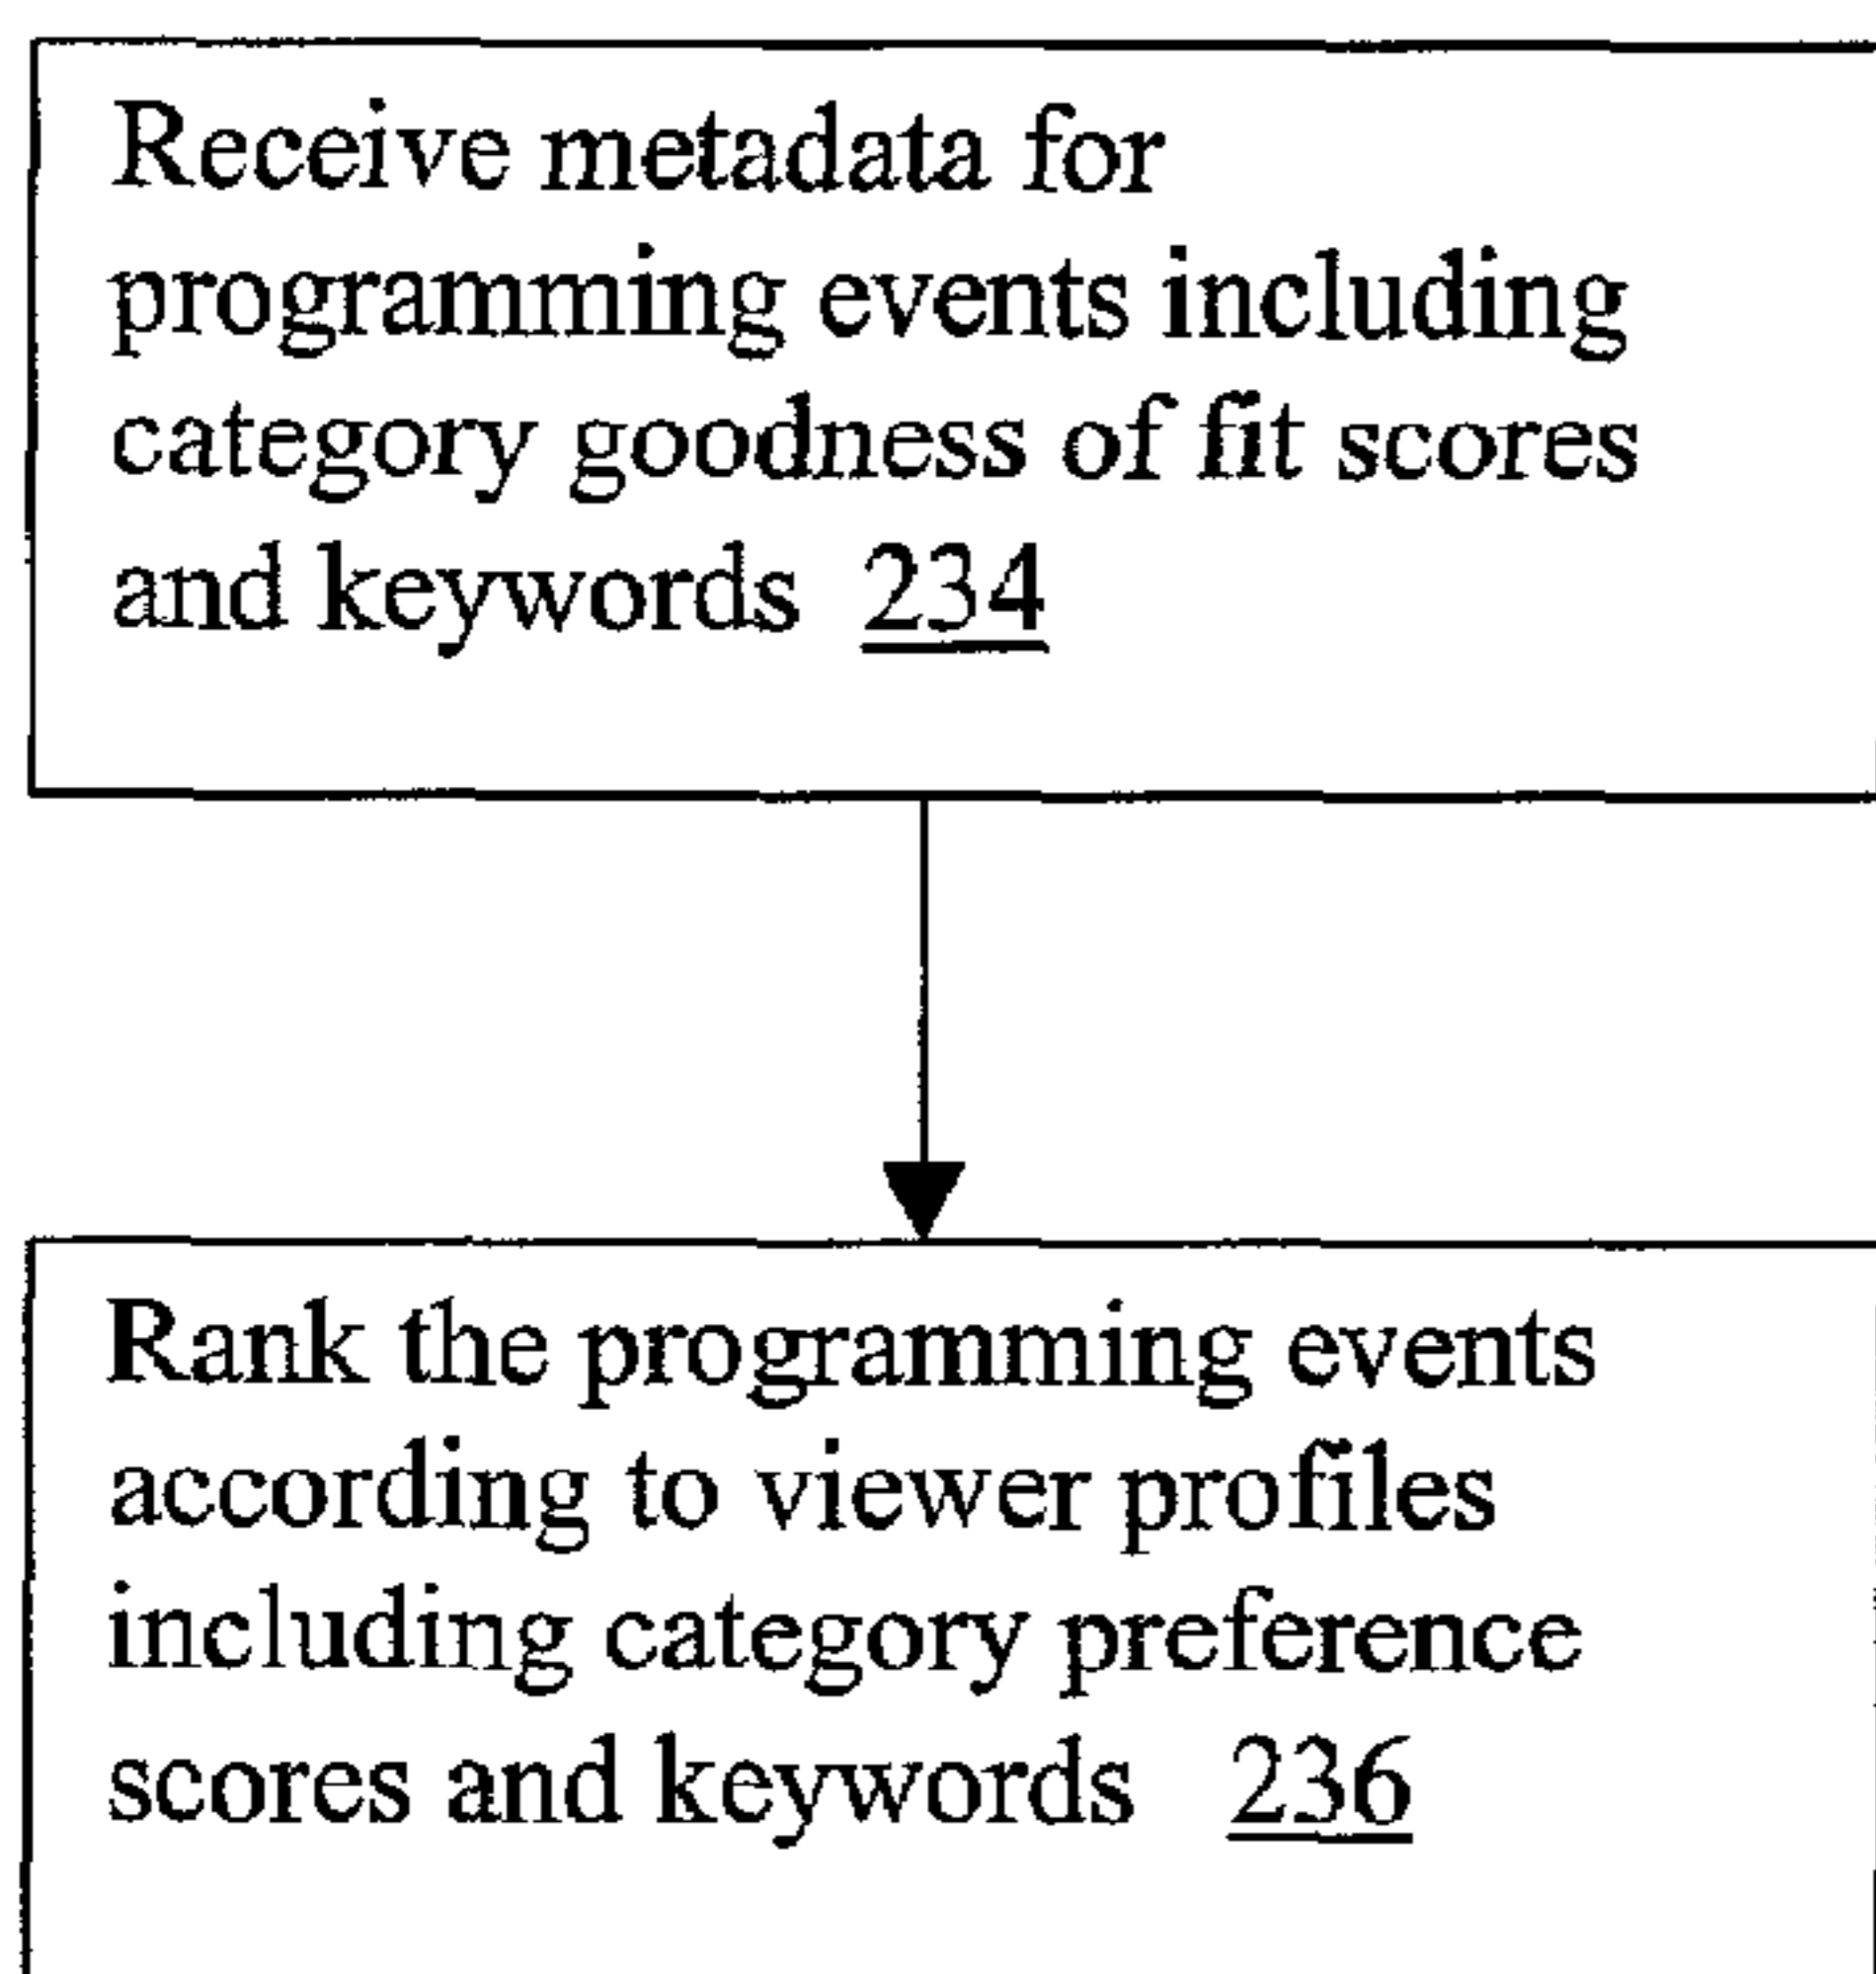 Receive metadata for
programming events including
category goodness of fit scores
and keywords 234
Rank the programming events
according to viewer profiles
including category preference
scores and keywords 236